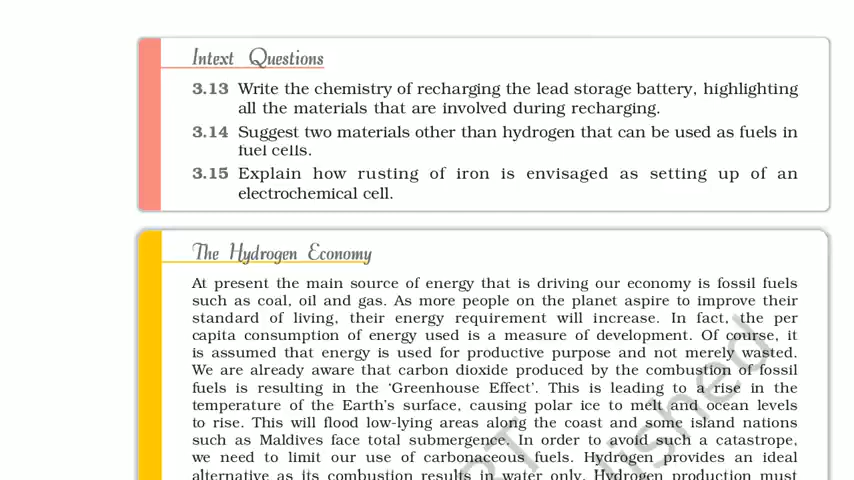 Intext Questions
3.13 Write the chemistry of recharging the lead storage battery, highlighting
all the materials that are involved during recharging.
3.14 Suggest two materials other than hydrogen that can be used as fuels in
fuel cells.
3.15 Explain how rusting of iron is envisaged as setting up of an
electrochemical cell.
The Hydrogen Economy
At present the main source of energy that is driving our economy is fossil fuels
such as coal, oil and gas. As more people on the planet aspire to improve their
standard of living, their energy requirement will increase. In fact, the per
capita consumption of energy used is a measure of development. Of course, it
is assumed that energy is used for productive purpose and not merely wasted.
We are already aware that carbon dioxide produced by the combustion of fossil
fuels is resulting in the ‘Greenhouse Effect’. This is leading to a rise in the
temperature of the Earth’s surface, causing polar ice to melt and ocean levels
to rise. This will flood low-lying areas along the coast and some island nations
such as Maldives face total submergence. In order to avoid such a catastrope,
we need to limit our use of carbonaceous fuels. Hydrogen provides an ideal
alternative as its combustion results in water only. Hydrogen production must